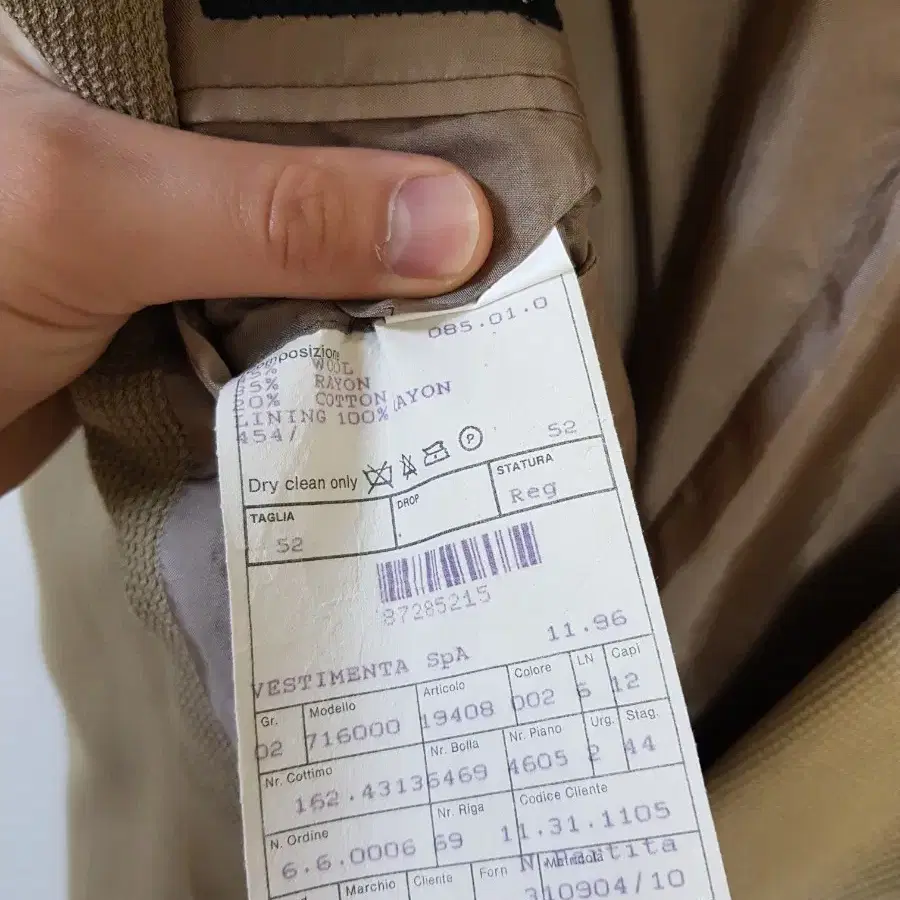 085.01.0
WOOL
5% RAYON
0% COTTON
LINING 100% RAYON
454/
52
Dry clean only P
TAGLIA DROP STATURA
52 Reg
87285215
11.96
VESTIMENTA SpA
Gr. Modello Articolo Colore LN Capi
02 716000 19408 002 6 12
Nr. Cottimo Nr. Bolla Nr. Piano Urg. Stag.
162.43136469 4605 2 44
N. Ordine Nr. Riga Codice Cliente
6.6.0006 69 11.31.1105
N.Partita
Marchio Cliente Forn Matricola
310904/10